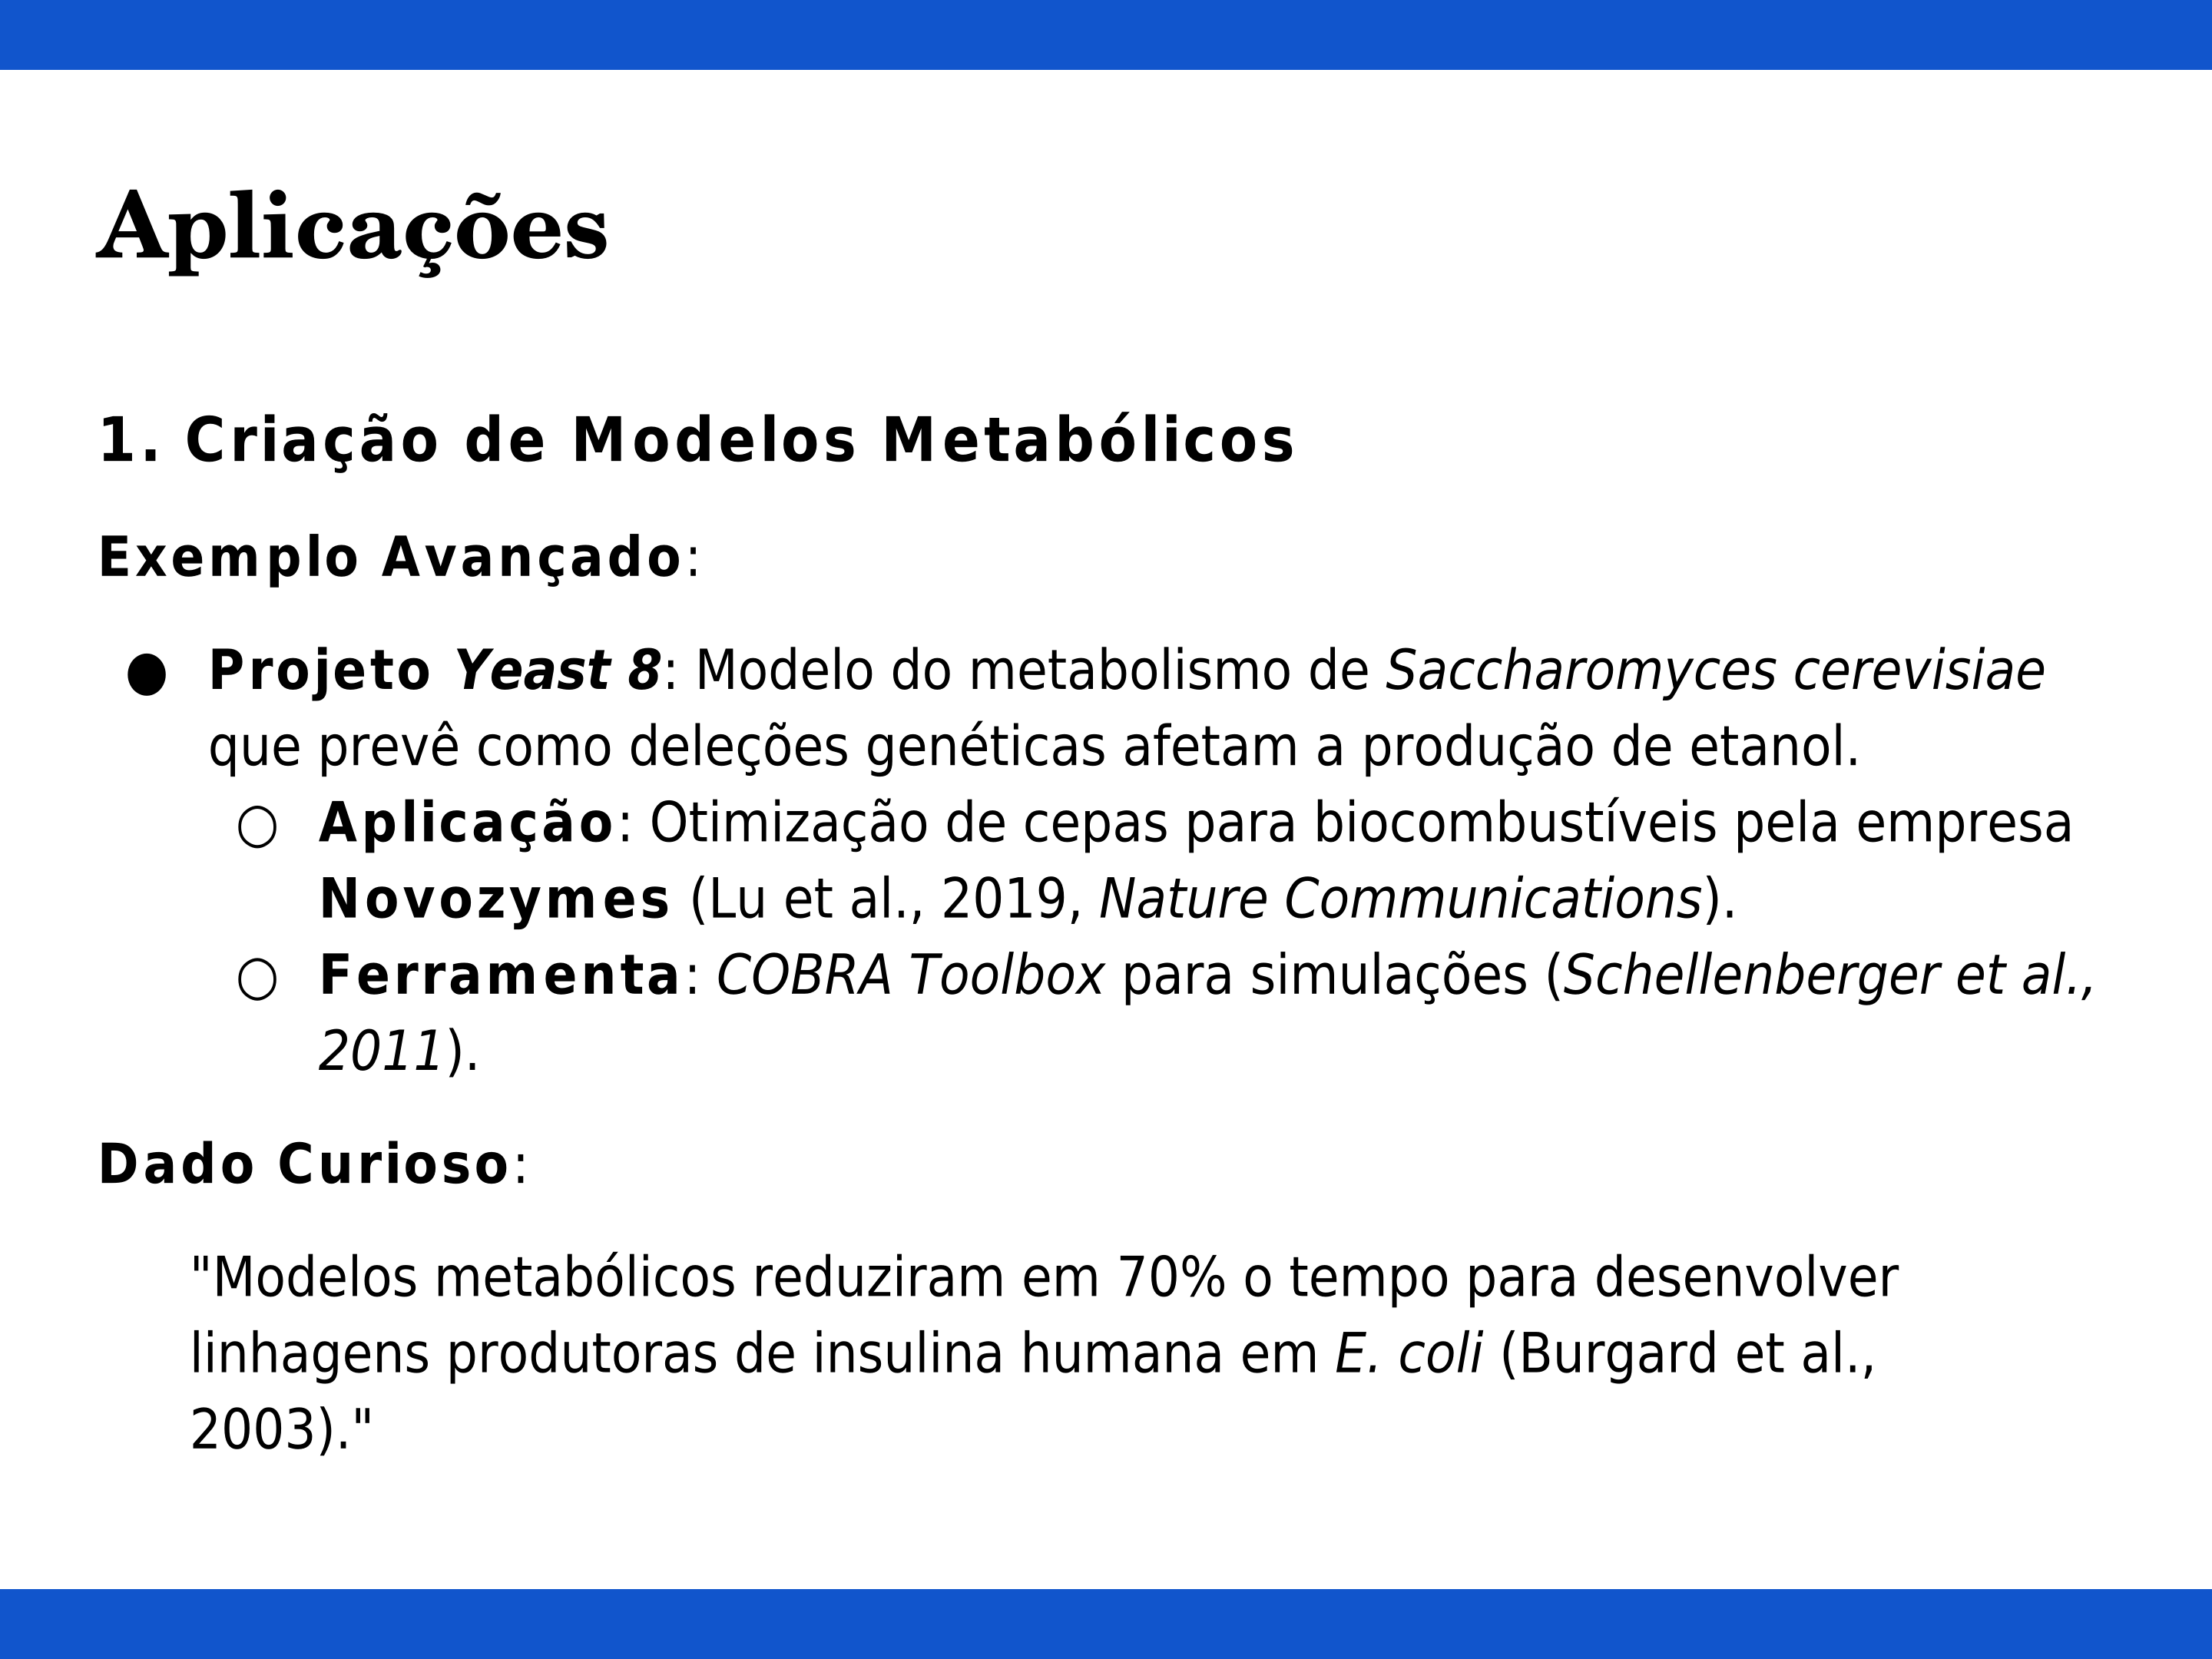 Aplicações
1. Criação de Modelos Metabólicos
Exemplo Avançado:
● Projeto Yeast 8: Modelo do metabolismo de Saccharomyces cerevisiae
que prevê como deleções genéticas afetam a produção de etanol.
○ Aplicação: Otimização de cepas para biocombustíveis pela empresa
Novozymes (Lu et al., 2019, Nature Communications).
○ Ferramenta: COBRA Toolbox para simulações (Schellenberger et al.,
2011).
Dado Curioso:
"Modelos metabólicos reduziram em 70% o tempo para desenvolver
linhagens produtoras de insulina humana em E. coli (Burgard et al.,
2003)."